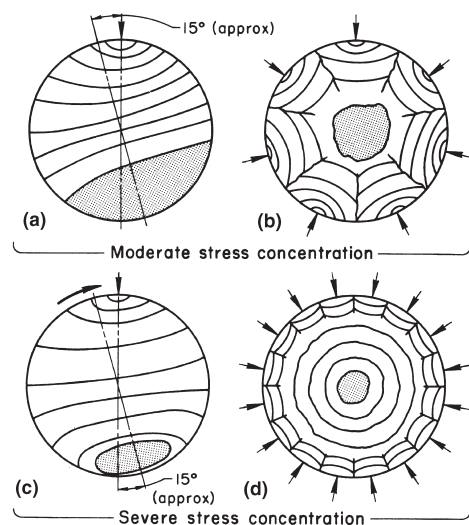 15° (approx)
(a)
(b)
Moderate stress concentration
(c)
15°
(approx)
(d)
Severe stress concentration